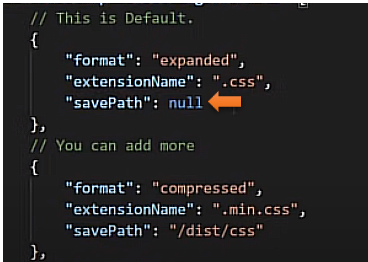 // This is Default.
{
"format": "expanded",
"extensionName": ".css",
"savePath": null
},
// You can add more
{
"format": "compressed",
"extensionName": ".min.css",
"savePath": "/dist/css"
},